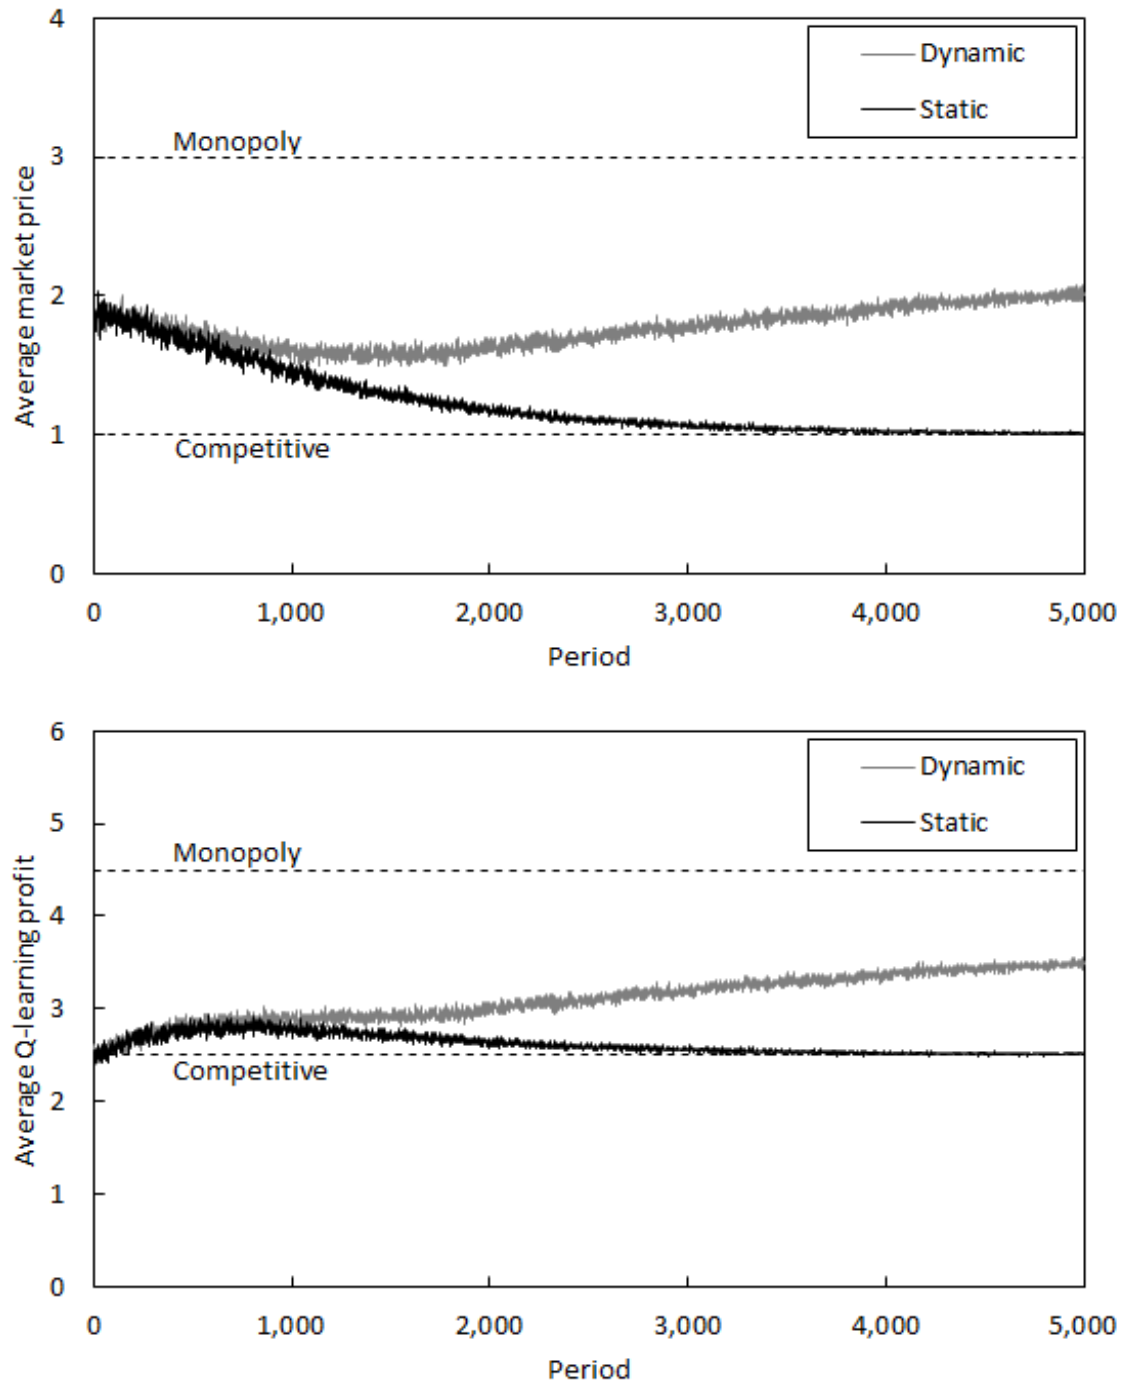 Average market price
4
3
2
1
0
Dynamic
Static
Monopoly
Competitive
0 1,000 2,000 3,000 4,000 5,000
Period
Average Q-learning profit
6
5
4
3
2
1
0
Dynamic
Static
Monopoly
Competitive
0 1,000 2,000 3,000 4,000 5,000
Period